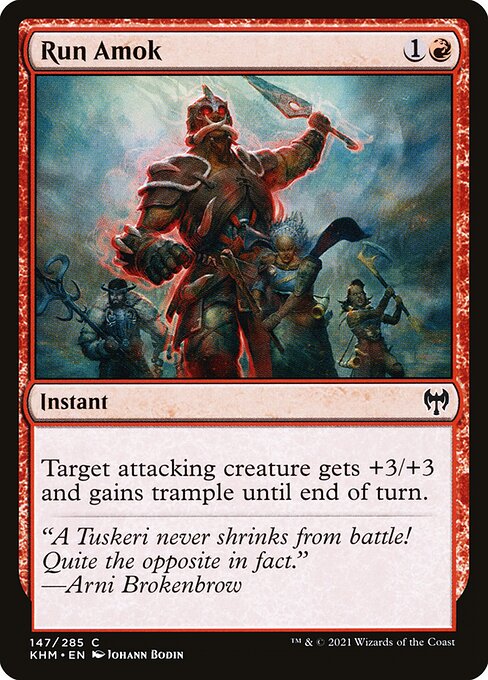 Run Amok 1
Instant
Target attacking creature gets +3/+3
and gains trample until end of turn.
“A Tuskeri never shrinks from battle!
Quite the opposite in fact.”
—Arni Brokenbrow
147/285 C
KHM • EN Johann Bodin
™ & © 2021 Wizards of the Coast